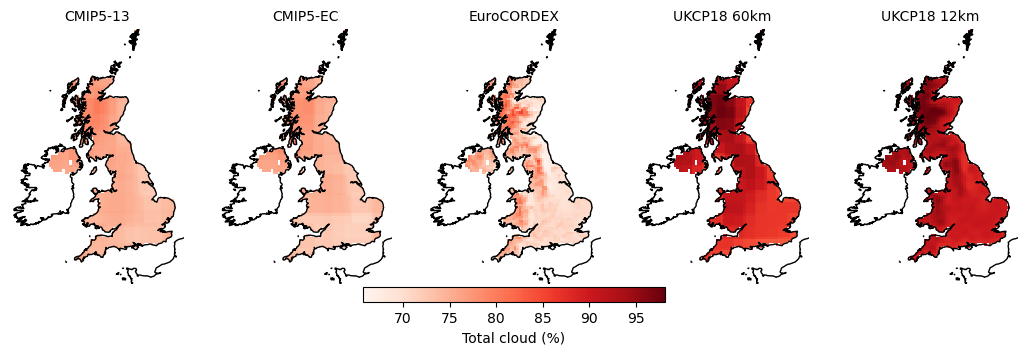 CMIP5-13
CMIP5-EC
EuroCORDEX
UKCP18 60km
UKCP18 12km
70 75 80 85 90 95
Total cloud (%)